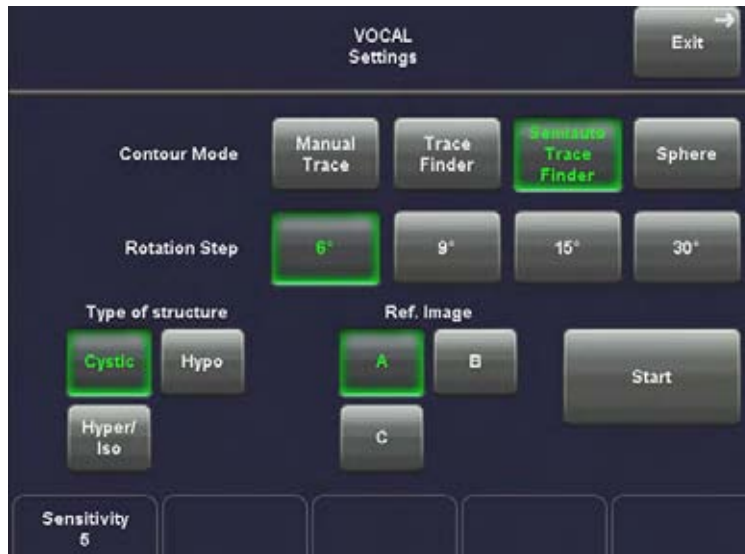 VOCAL
Settings
Exit
Contour Mode
Manual
Trace
Trace
Finder
Semiauto
Trace
Finder
Sphere
Rotation Step
6°
9°
15°
30°
Type of structure
Ref. Image
Cystic
Hypo
A
B
Start
Hyper/
Iso
C
Sensitivity
5